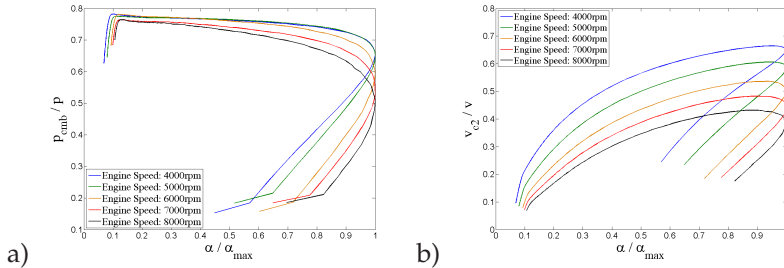 a)
0.8
0.7
0.6
0.5
0.4
0.3
0.2
0.1
p_cmb / p
Engine Speed: 4000rpm
Engine Speed: 5000rpm
Engine Speed: 6000rpm
Engine Speed: 7000rpm
Engine Speed: 8000rpm
0 0.1 0.2 0.3 0.4 0.5 0.6 0.7 0.8 0.9 1
α / α_max
b)
0.8
0.7
0.6
0.5
0.4
0.3
0.2
0.1
0
v_c2 / v
Engine Speed: 4000rpm
Engine Speed: 5000rpm
Engine Speed: 6000rpm
Engine Speed: 7000rpm
Engine Speed: 8000rpm
0 0.1 0.2 0.3 0.4 0.5 0.6 0.7 0.8 0.9
α / α_max